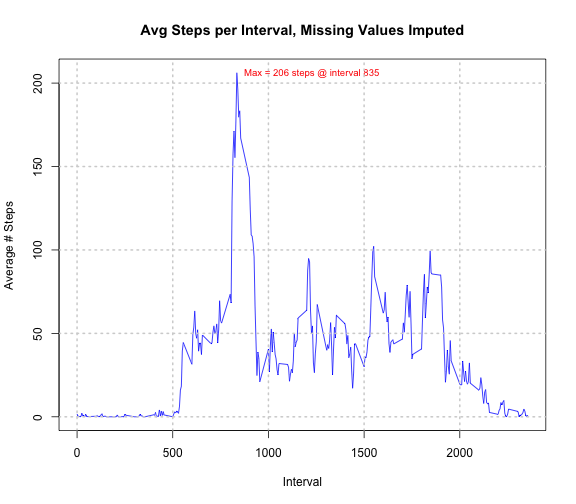 Avg Steps per Interval, Missing Values Imputed
Max = 206 steps @ interval 835
Average # Steps
200
150
100
50
0
0 500 1000 1500 2000
Interval